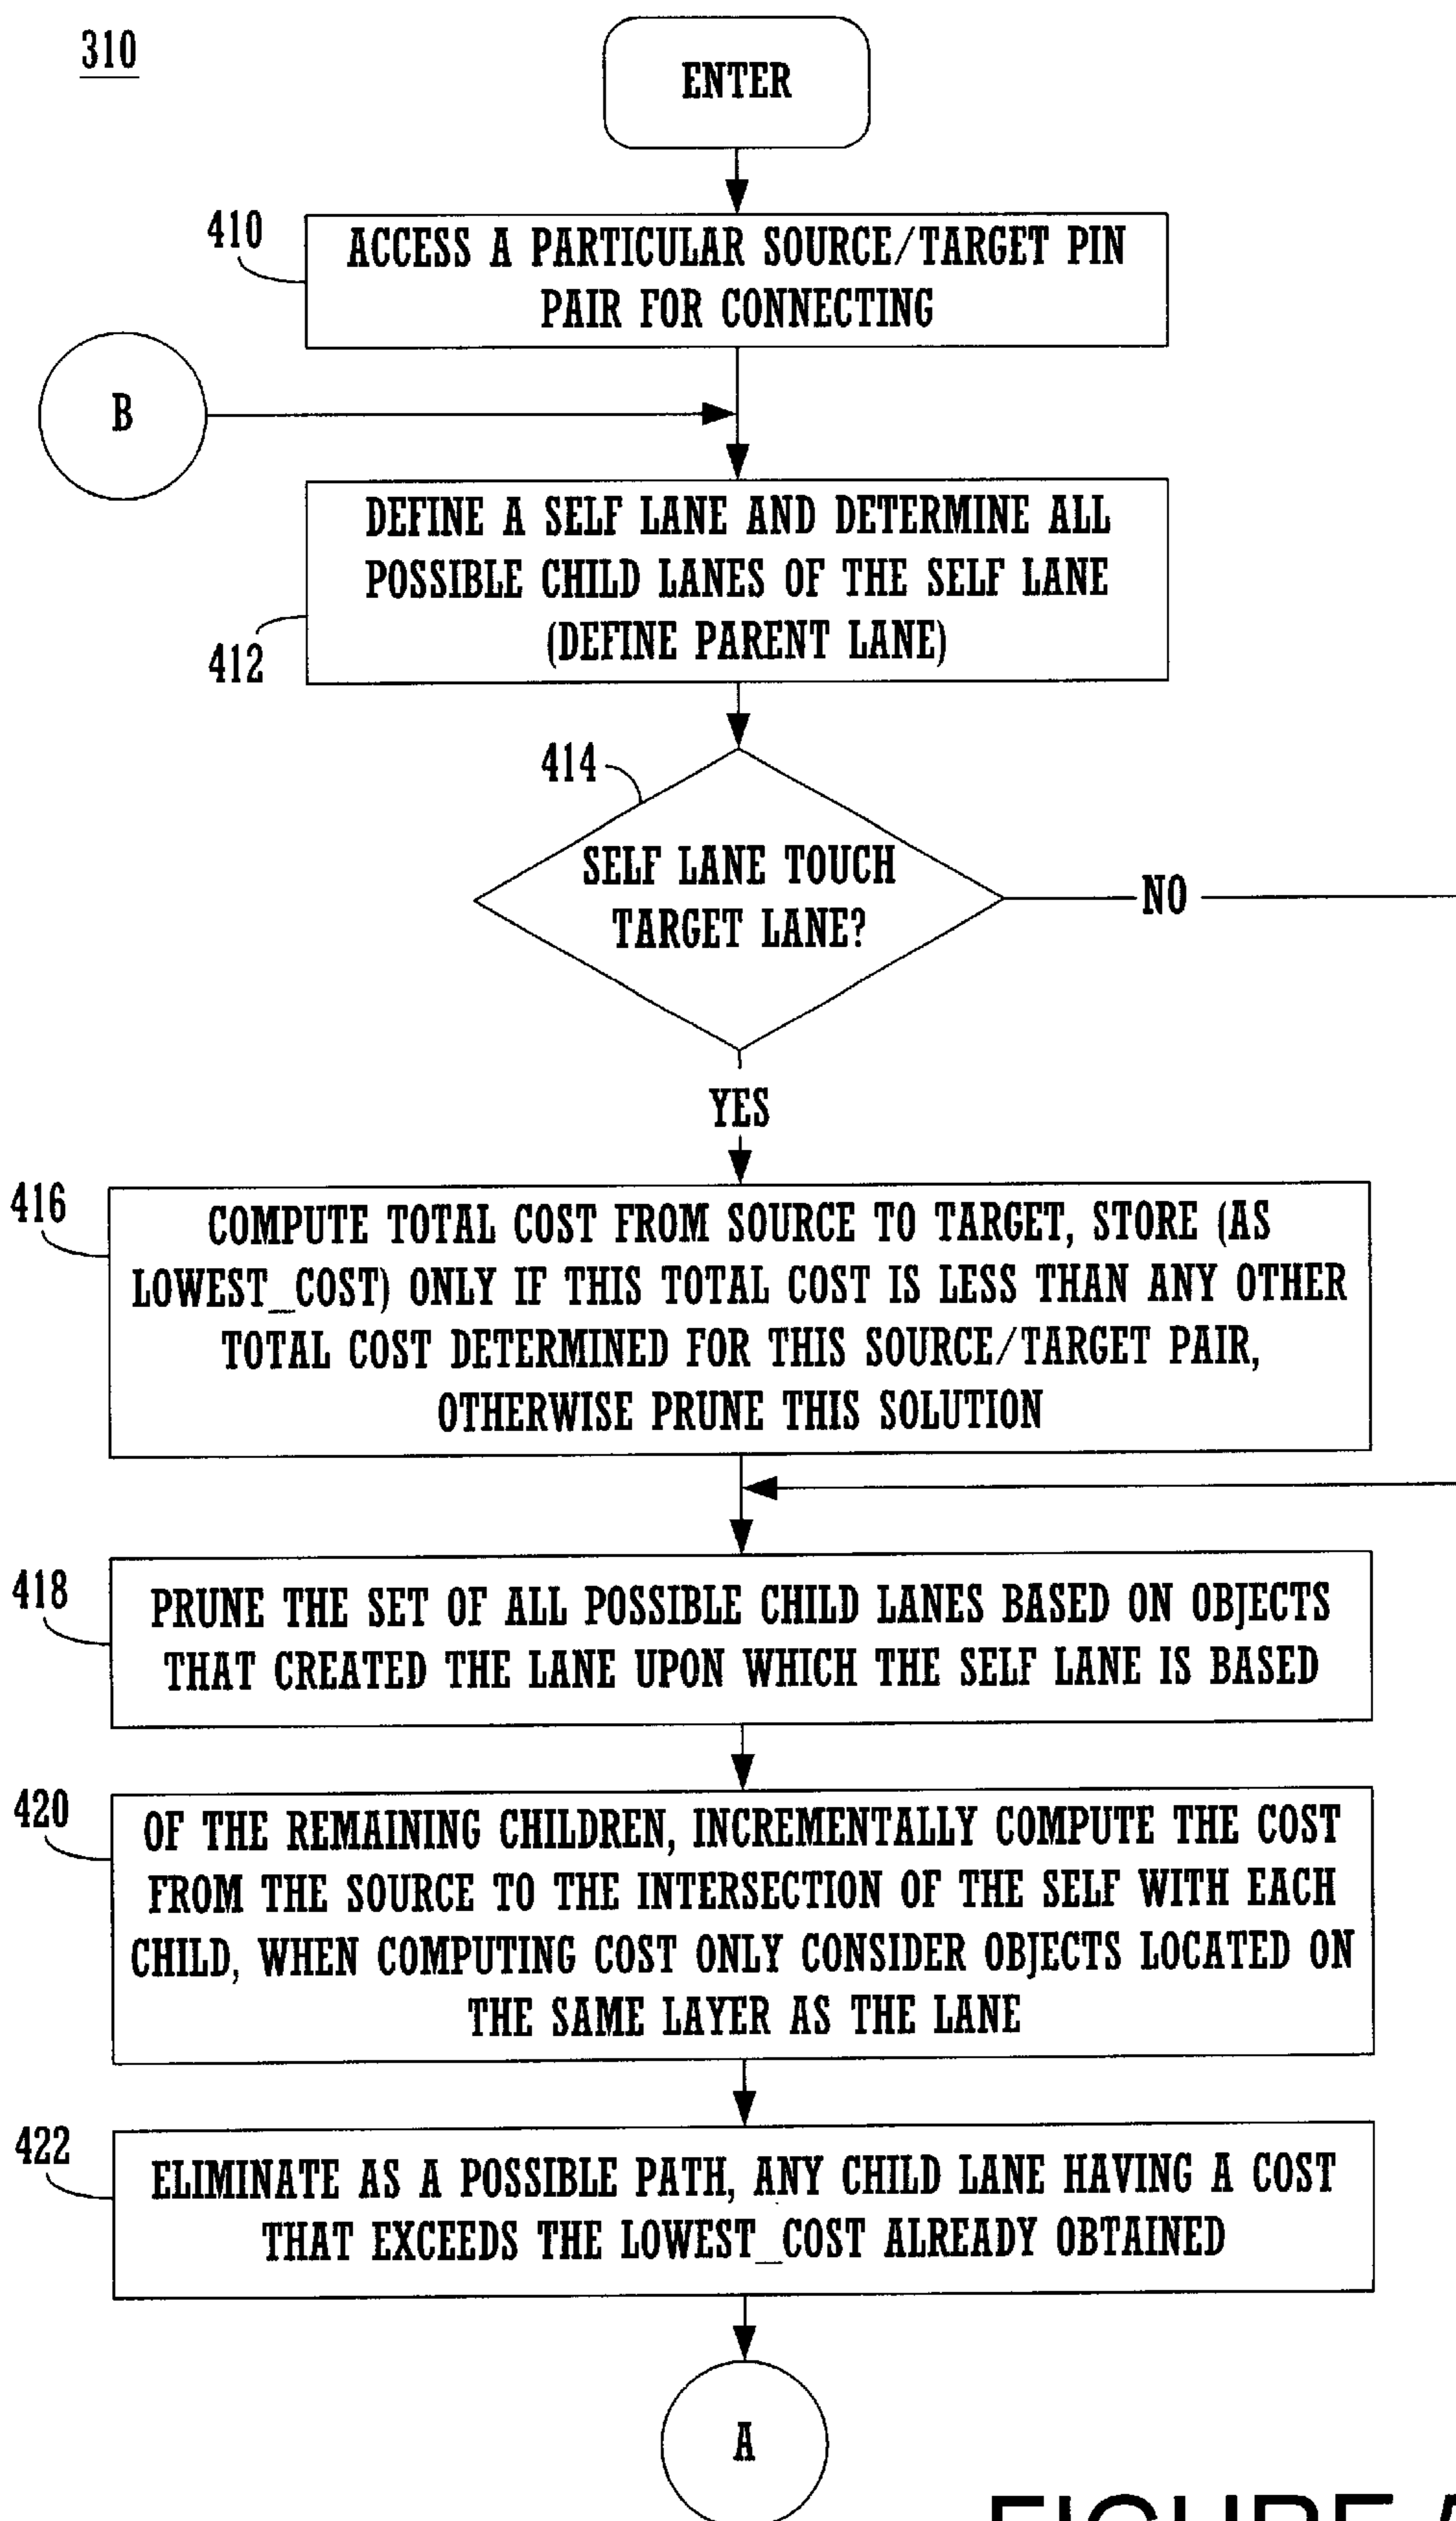 310
ENTER
410
ACCESS A PARTICULAR SOURCE/TARGET PIN
PAIR FOR CONNECTING
B
DEFINE A SELF LANE AND DETERMINE ALL
POSSIBLE CHILD LANES OF THE SELF LANE
(DEFINE PARENT LANE)
412
414
SELF LANE TOUCH
TARGET LANE?
NO
YES
416
COMPUTE TOTAL COST FROM SOURCE TO TARGET, STORE (AS
LOWEST_COST) ONLY IF THIS TOTAL COST IS LESS THAN ANY OTHER
TOTAL COST DETERMINED FOR THIS SOURCE/TARGET PAIR,
OTHERWISE PRUNE THIS SOLUTION
418
PRUNE THE SET OF ALL POSSIBLE CHILD LANES BASED ON OBJECTS
THAT CREATED THE LANE UPON WHICH THE SELF LANE IS BASED
420
OF THE REMAINING CHILDREN, INCREMENTALLY COMPUTE THE COST
FROM THE SOURCE TO THE INTERSECTION OF THE SELF WITH EACH
CHILD, WHEN COMPUTING COST ONLY CONSIDER OBJECTS LOCATED ON
THE SAME LAYER AS THE LANE
422
ELIMINATE AS A POSSIBLE PATH, ANY CHILD LANE HAVING A COST
THAT EXCEEDS THE LOWEST_COST ALREADY OBTAINED
A
FIGURE